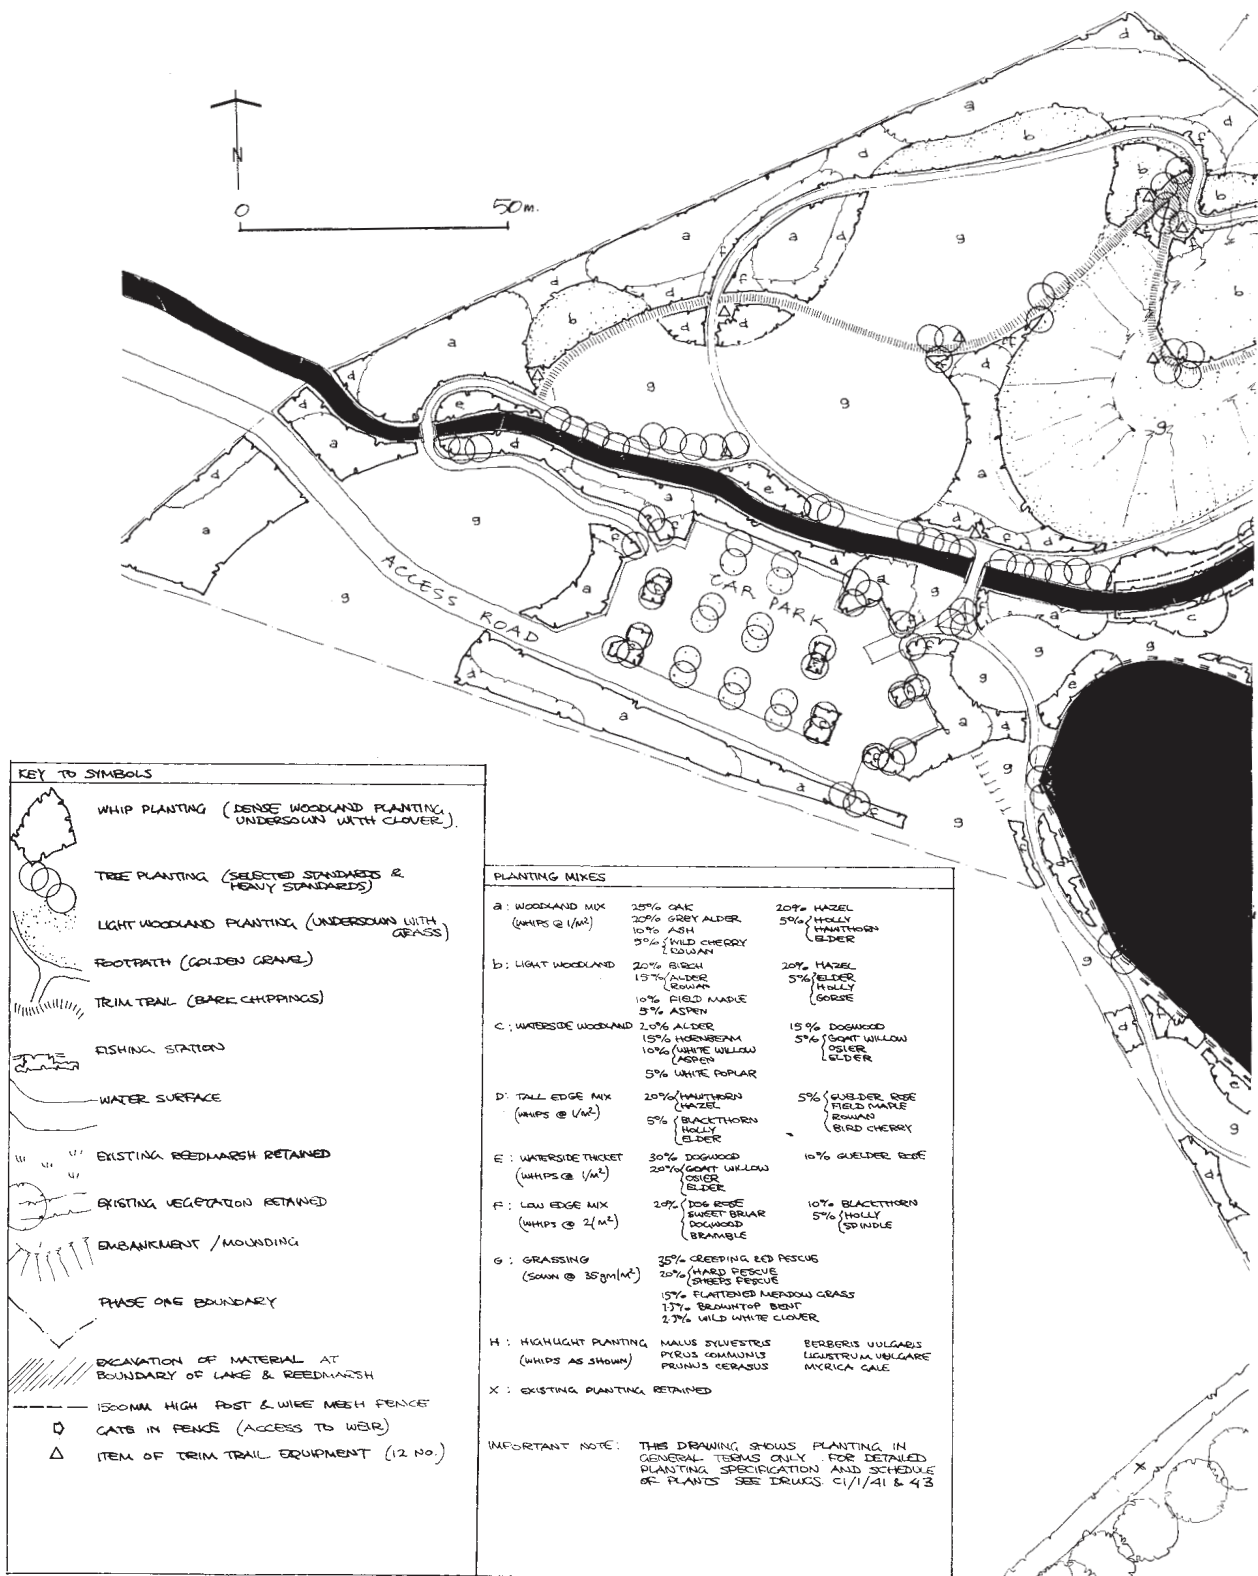 N
0 50m.
ACCESS ROAD
CAR PARK
KEY TO SYMBOLS
WHIP PLANTING (DENSE WOODLAND PLANTING
UNDERSOWN WITH CLOVER).
TREE PLANTING (SELECTED STANDARDS &
HEAVY STANDARDS)
LIGHT WOODLAND PLANTING (UNDERSOWN WITH
GRASS)
FOOTPATH (GOLDEN GRAVEL)
TRIM TRAIL (BARK CHIPPINGS)
FISHING STATION
WATER SURFACE
EXISTING REEDMARSH RETAINED
EXISTING VEGETATION RETAINED
EMBANKMENT / MOUNDING
PHASE ONE BOUNDARY
EXCAVATION OF MATERIAL AT
BOUNDARY OF LAKE & REEDMARSH
1500MM HIGH POST & WIRE MESH FENCE
GATE IN FENCE (ACCESS TO WEIR)
ITEM OF TRIM TRAIL EQUIPMENT (12 NO.)
PLANTING MIXES
a: WOODLAND MIX 25% OAK 20% HAZEL
(WHIPS @ 1/M²) 20% GREY ALDER 5% HOLLY
10% ASH HAWTHORN
5% WILD CHERRY ELDER
ROWAN
b: LIGHT WOODLAND 20% BIRCH 20% HAZEL
15% ALDER 5% ELDER
ROWAN HOLLY
10% FIELD MAPLE GORSE
5% ASPEN
C: WATERSIDE WOODLAND 20% ALDER 15% DOGWOOD
15% HORNBEAM 5% GOAT WILLOW
10% WHITE WILLOW OSIER
ASPEN ELDER
5% WHITE POPLAR
D: TALL EDGE MIX 20% HAWTHORN 5% GUELDER ROSE
(WHIPS @ 1/M²) HAZEL FIELD MAPLE
5% BLACKTHORN ROWAN
HOLLY BIRD CHERRY
ELDER
E: WATERSIDE THICKET 30% DOGWOOD 10% GUELDER ROSE
(WHIPS @ 1/M²) 20% GOAT WILLOW
OSIER
ELDER
F: LOW EDGE MIX 20% DOG ROSE 10% BLACKTHORN
(WHIPS @ 2/M²) SWEET BRIAR 5% HOLLY
DOGWOOD SPINDLE
BRAMBLE
G: GRASSING 35% CREEPING RED FESCUE
(SOWN @ 35gm/M²) 20% HARD FESCUE
SHEEPS FESCUE
15% FLATTENED MEADOW GRASS
7.5% BROWNTOP BENT
2.5% WILD WHITE CLOVER
H: HIGHLIGHT PLANTING MALUS SYLVESTRIS BERBERIS VULGARIS
(WHIPS AS SHOWN) PYRUS COMMUNIS LIGUSTRUM VULGARE
PRUNUS CERASUS MYRICA GALE
X: EXISTING PLANTING RETAINED
IMPORTANT NOTE: THIS DRAWING SHOWS PLANTING IN
GENERAL TERMS ONLY. FOR DETAILED
PLANTING SPECIFICATION AND SCHEDULE
OF PLANTS SEE DRWGS. C1/1/41 & 43